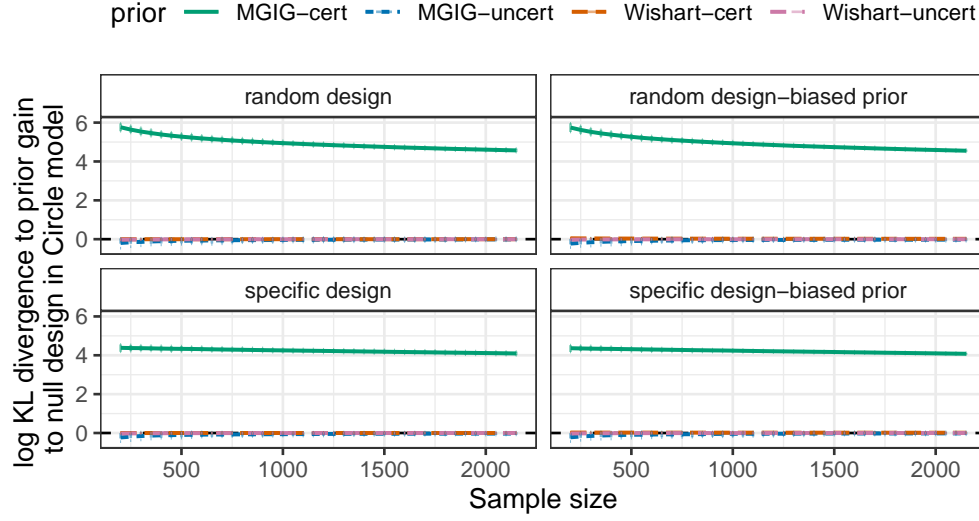 prior MGIG−cert MGIG−uncert Wishart−cert Wishart−uncert
random design
random design−biased prior
6
4
2
0
specific design
specific design−biased prior
6
4
2
0
500 1000 1500 2000
500 1000 1500 2000
Sample size
log KL divergence to prior gain
to null design in Circle model